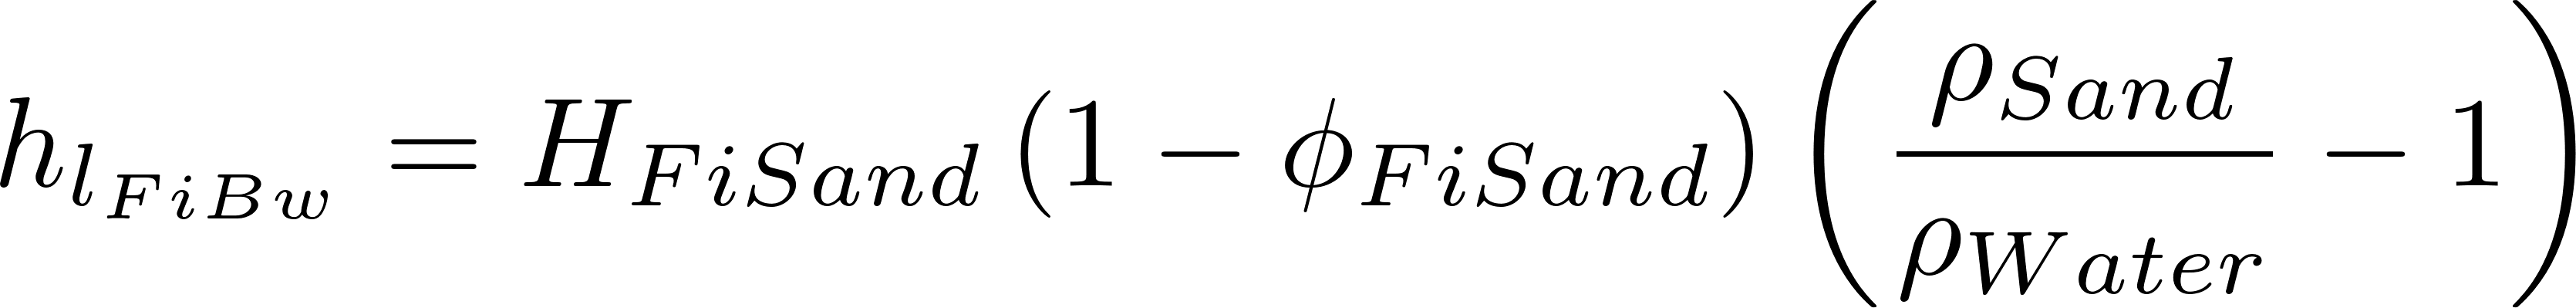 h_{l_{FiBw}} = H_{FiSand} (1 − ϕ_{FiSand}) (ρ_{Sand}/ρ_{Water} − 1)